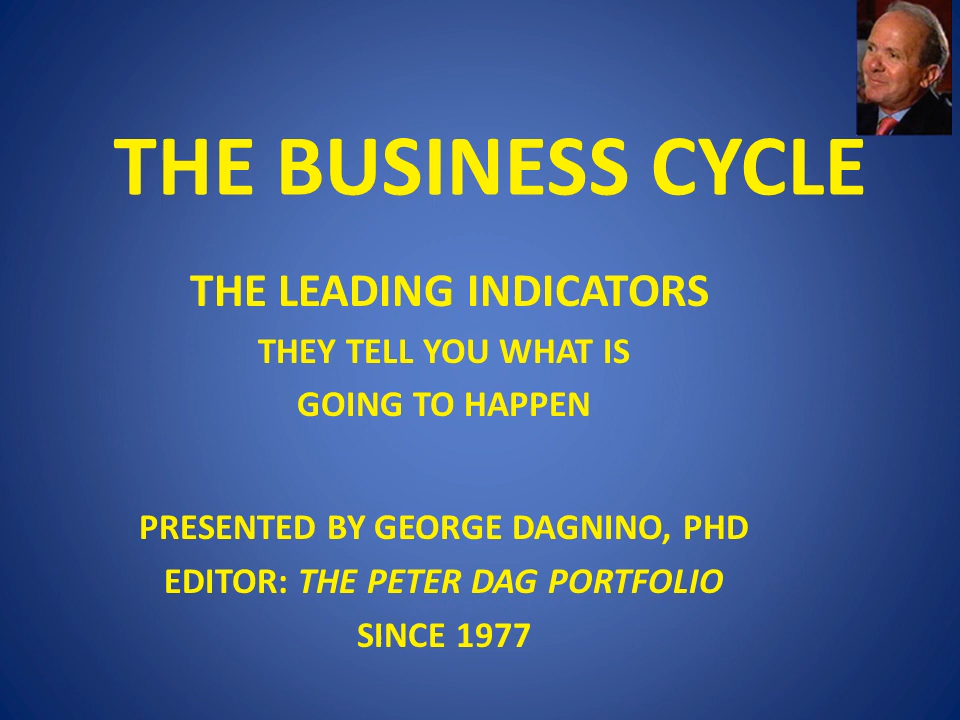 THE BUSINESS CYCLE
THE LEADING INDICATORS
THEY TELL YOU WHAT IS
GOING TO HAPPEN
PRESENTED BY GEORGE DAGNINO, PHD
EDITOR: THE PETER DAG PORTFOLIO
SINCE 1977